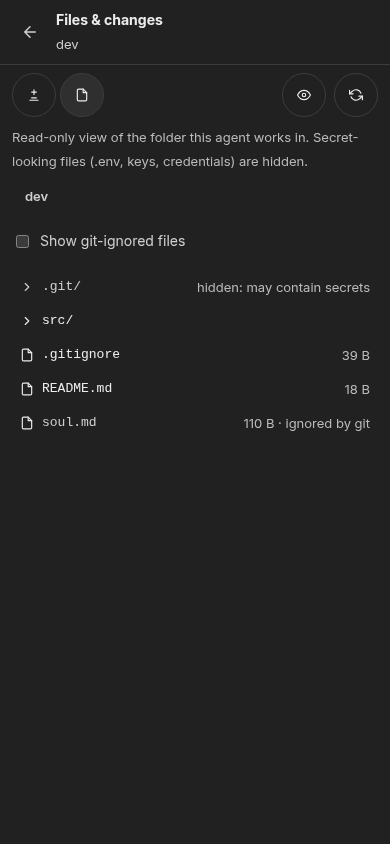 Files & changes
dev
Read-only view of the folder this agent works in. Secret-
looking files (.env, keys, credentials) are hidden.
dev
Show git-ignored files
.git/ hidden: may contain secrets
src/
.gitignore 39 B
README.md 18 B
soul.md 110 B · ignored by git